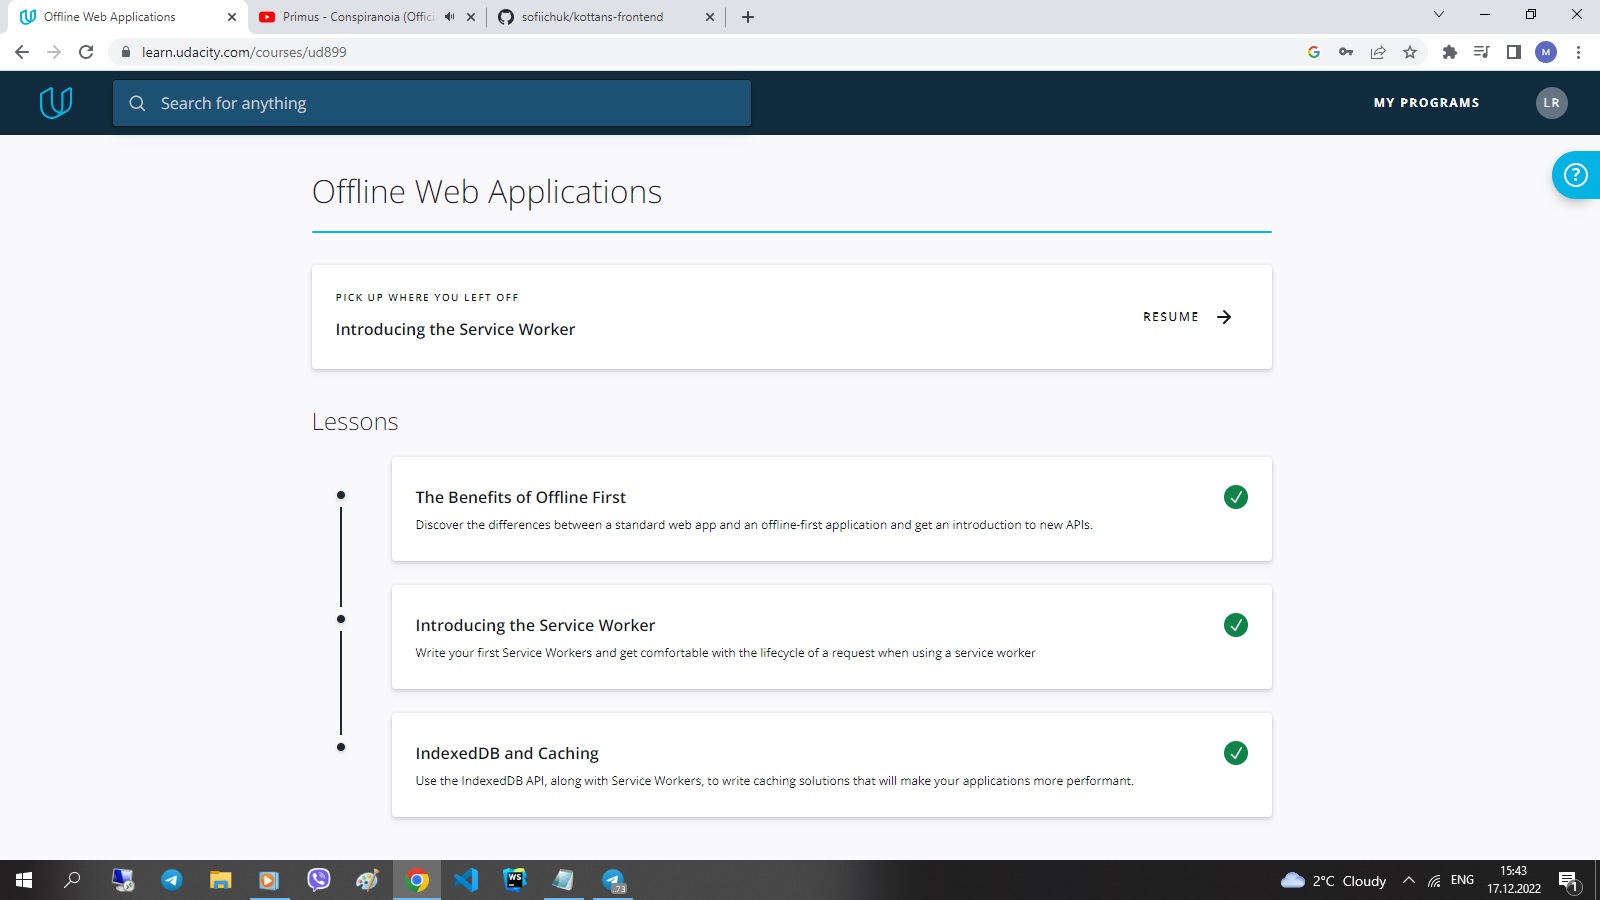 Offline Web Applications
Primus - Conspiranoia (Offici
sofiichuk/kottans-frontend
learn.udacity.com/courses/ud899
M
Search for anything
MY PROGRAMS
LR
Offline Web Applications
PICK UP WHERE YOU LEFT OFF
Introducing the Service Worker
RESUME
Lessons
The Benefits of Offline First
Discover the differences between a standard web app and an offline-first application and get an introduction to new APIs.
Introducing the Service Worker
Write your first Service Workers and get comfortable with the lifecycle of a request when using a service worker
IndexedDB and Caching
Use the IndexedDB API, along with Service Workers, to write caching solutions that will make your applications more performant.
WS
73
2°C Cloudy
ENG
15:43
17.12.2022
1